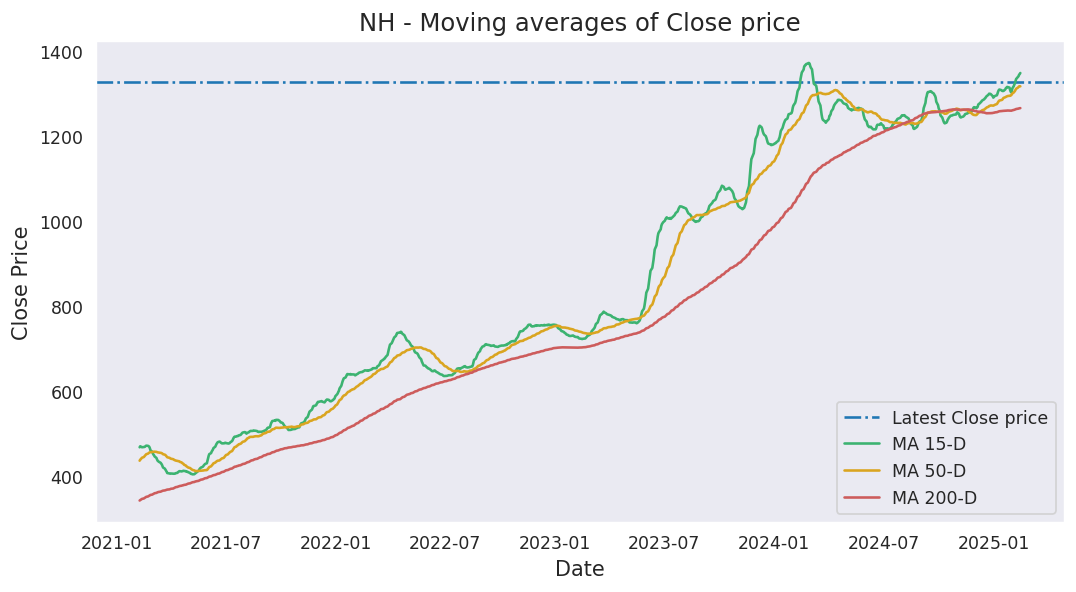 NH - Moving averages of Close price
1400
1200
1000
800
600
400
Close Price
2021-01 2021-07 2022-01 2022-07 2023-01 2023-07 2024-01 2024-07 2025-01
Date
Latest Close price
MA 15-D
MA 50-D
MA 200-D